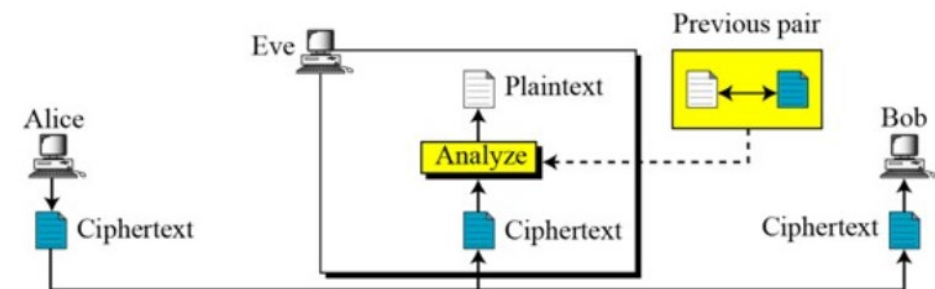 Previous pair
Eve
Plaintext
Alice
Bob
Analyze
Ciphertext
Ciphertext
Ciphertext